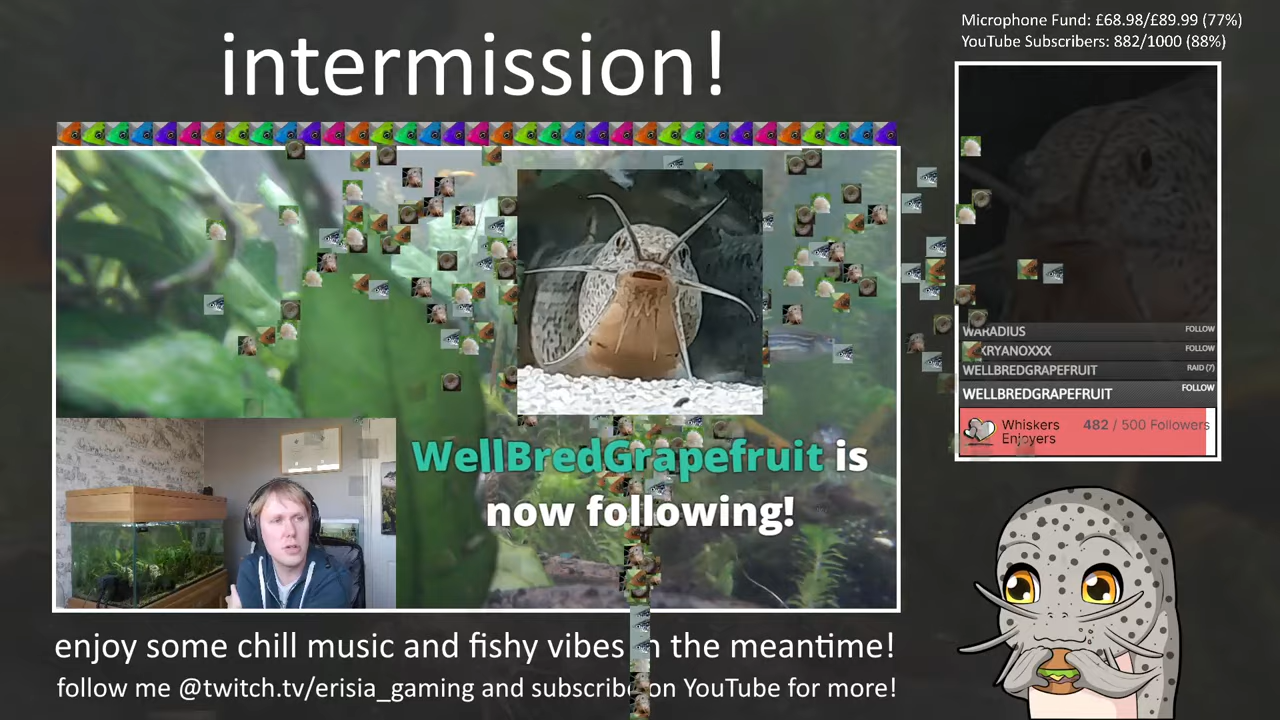 Microphone Fund: £68.98/£89.99 (77%)
YouTube Subscribers: 882/1000 (88%)
intermission!
WARADIUS FOLLOW
KRYANOXXX FOLLOW
WELLBREDGRAPEFRUIT RAID (7)
WELLBREDGRAPEFRUIT FOLLOW
Whiskers Enjoyers 482 / 500 Followers
WellBredGrapefruit is
now following!
enjoy some chill music and fishy vibes in the meantime!
follow me @twitch.tv/erisia_gaming and subscribe on YouTube for more!